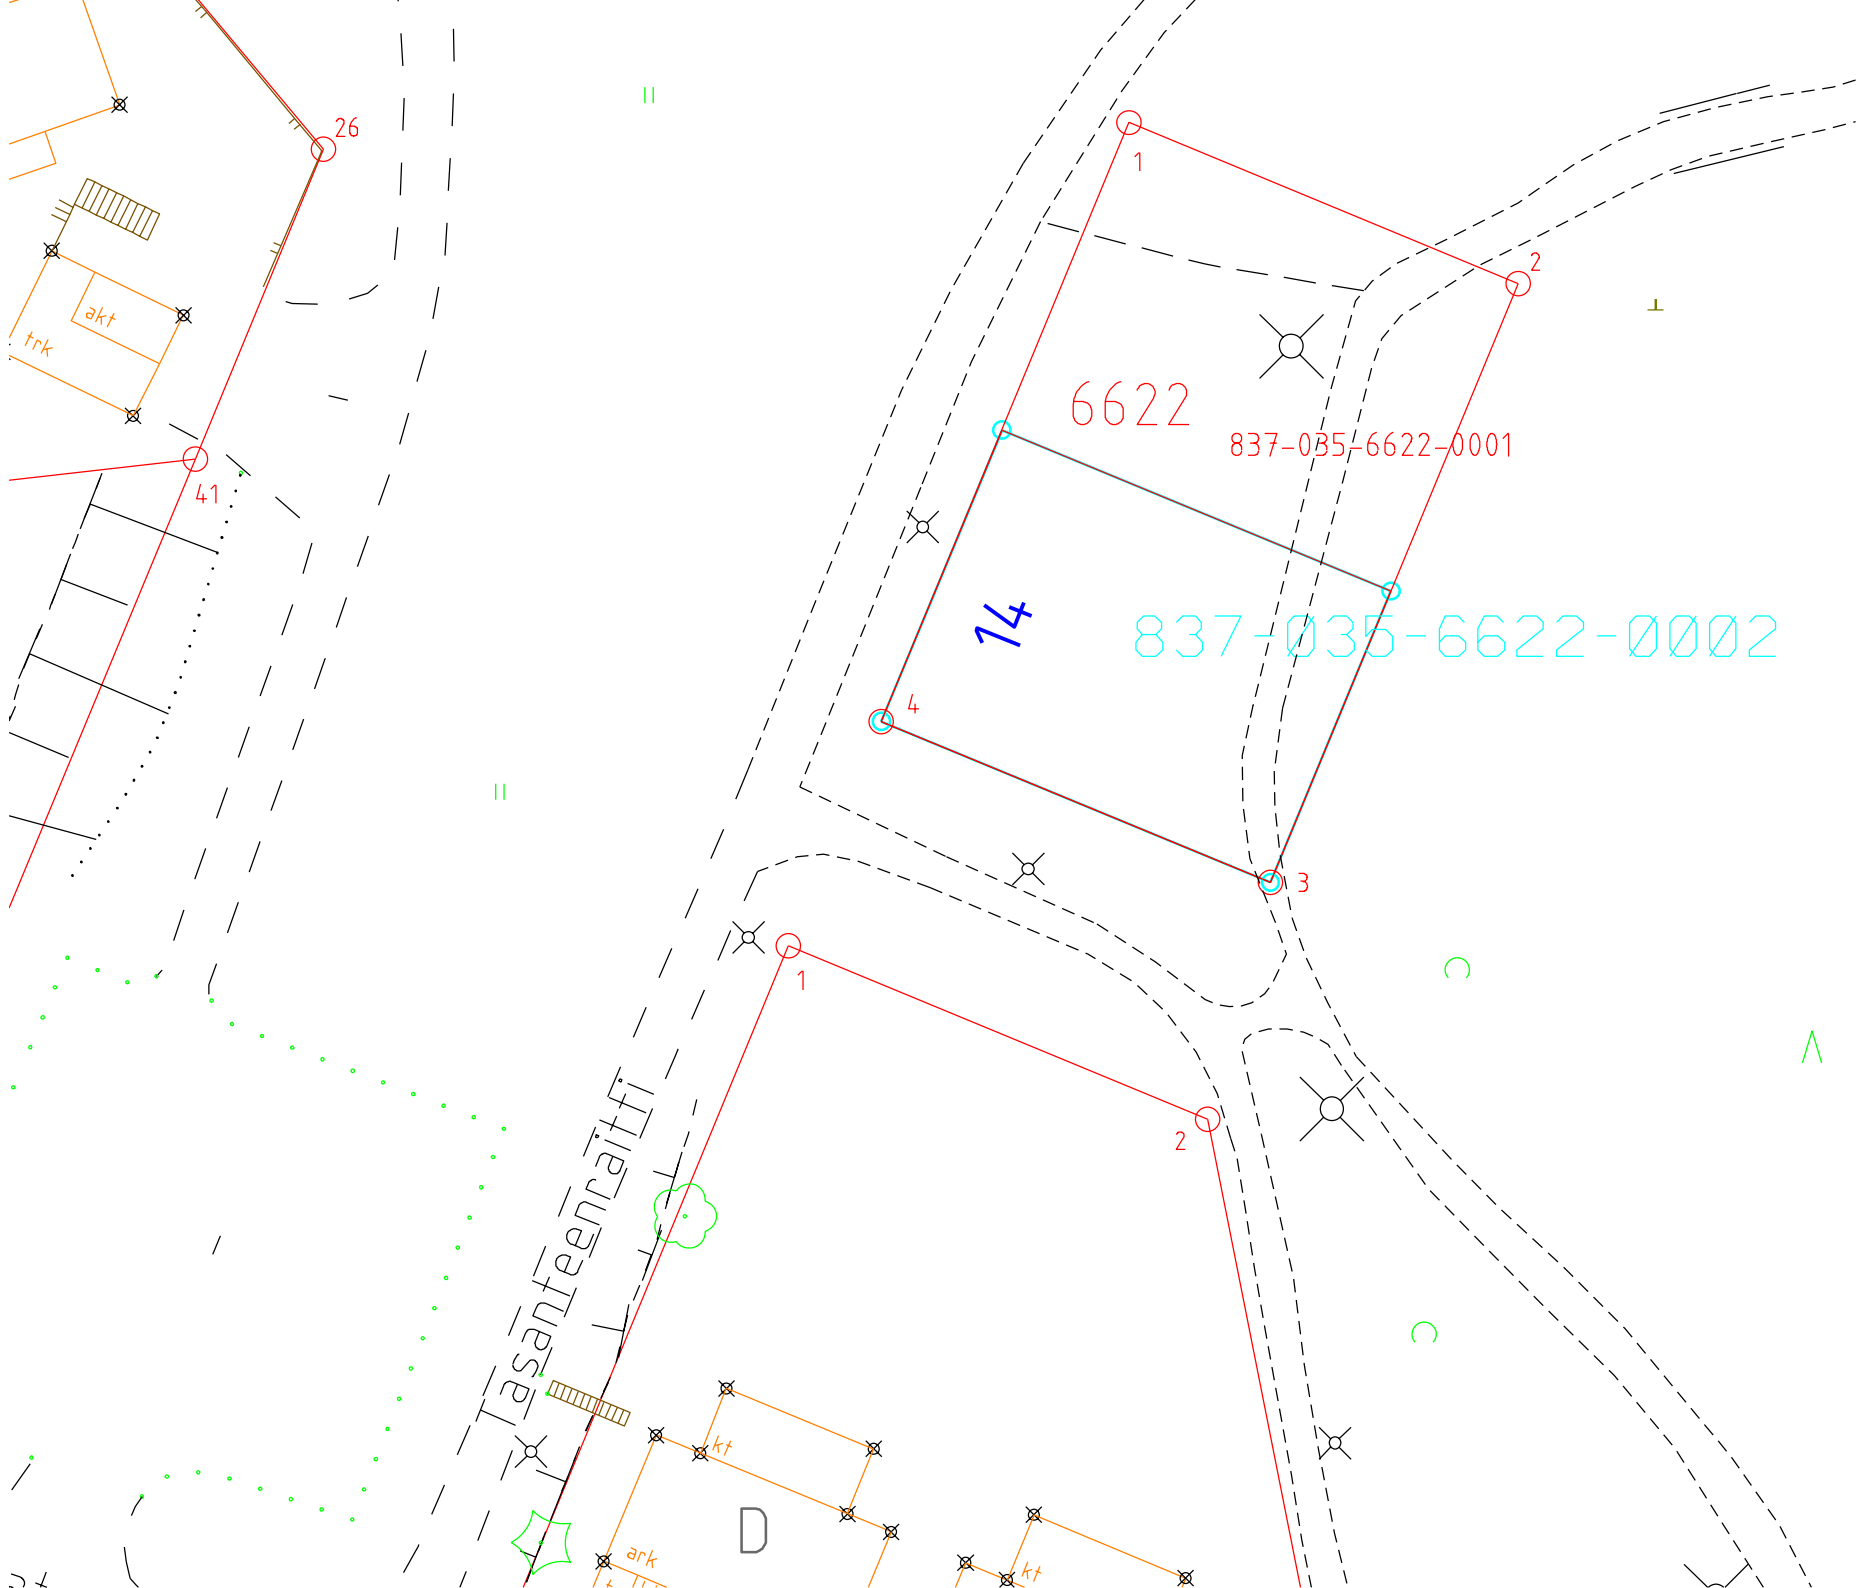 26
1
2
akt
trk
6622
837-035-6622-0001
41
14
837-035-6622-0002
4
3
1
2
Tasanteenraitti
kt
D
ark
kt